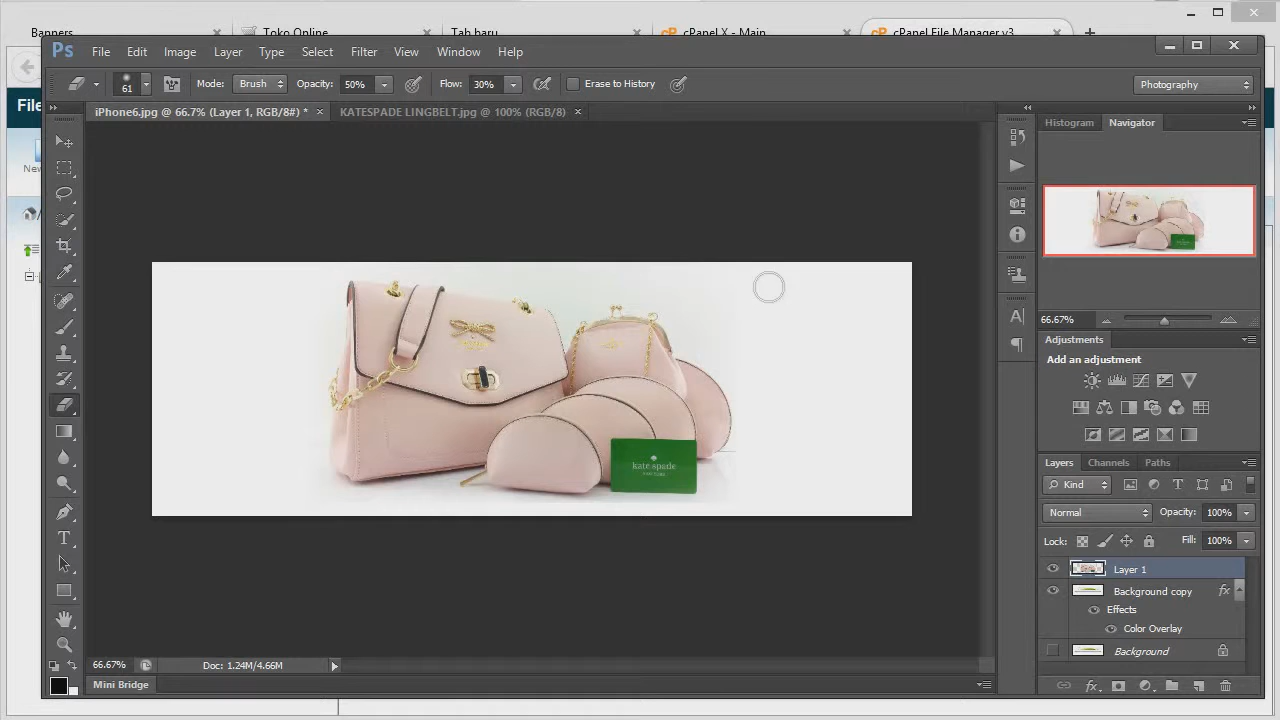 Banners
Toko Online
Tab baru
cPanel X - Main
cPanel File Manager v3
Ps File Edit Image Layer Type Select Filter View Window Help
61 Mode: Brush Opacity: 50% Flow: 30% Erase to History Photography
File
iPhone6.jpg @ 66.7% (Layer 1, RGB/8#) * KATESPADE LINGBELT.jpg @ 100% (RGB/8)
Histogram Navigator
New
66.67%
Adjustments
Add an adjustment
kate spade
Layers Channels Paths
Kind
Normal Opacity: 100%
Lock: Fill: 100%
Layer 1
Background copy fx
Effects
Color Overlay
Background
66.67% Doc: 1.24M/4.66M
Mini Bridge